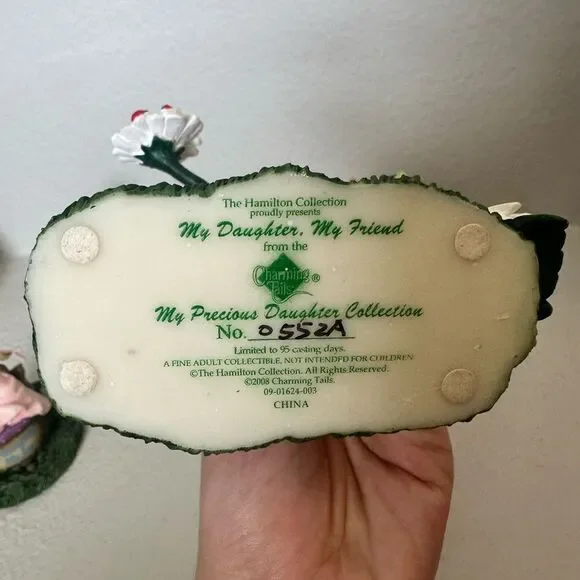 The Hamilton Collection
proudly presents
My Daughter, My Friend
from the
Charming
Tails ®
My Precious Daughter Collection
No. 0552A
Limited to 95 casting days.
A FINE ADULT COLLECTIBLE, NOT INTENDED FOR CHILDREN.
©The Hamilton Collection. All Rights Reserved.
©2008 Charming Tails.
09-01624-003
CHINA